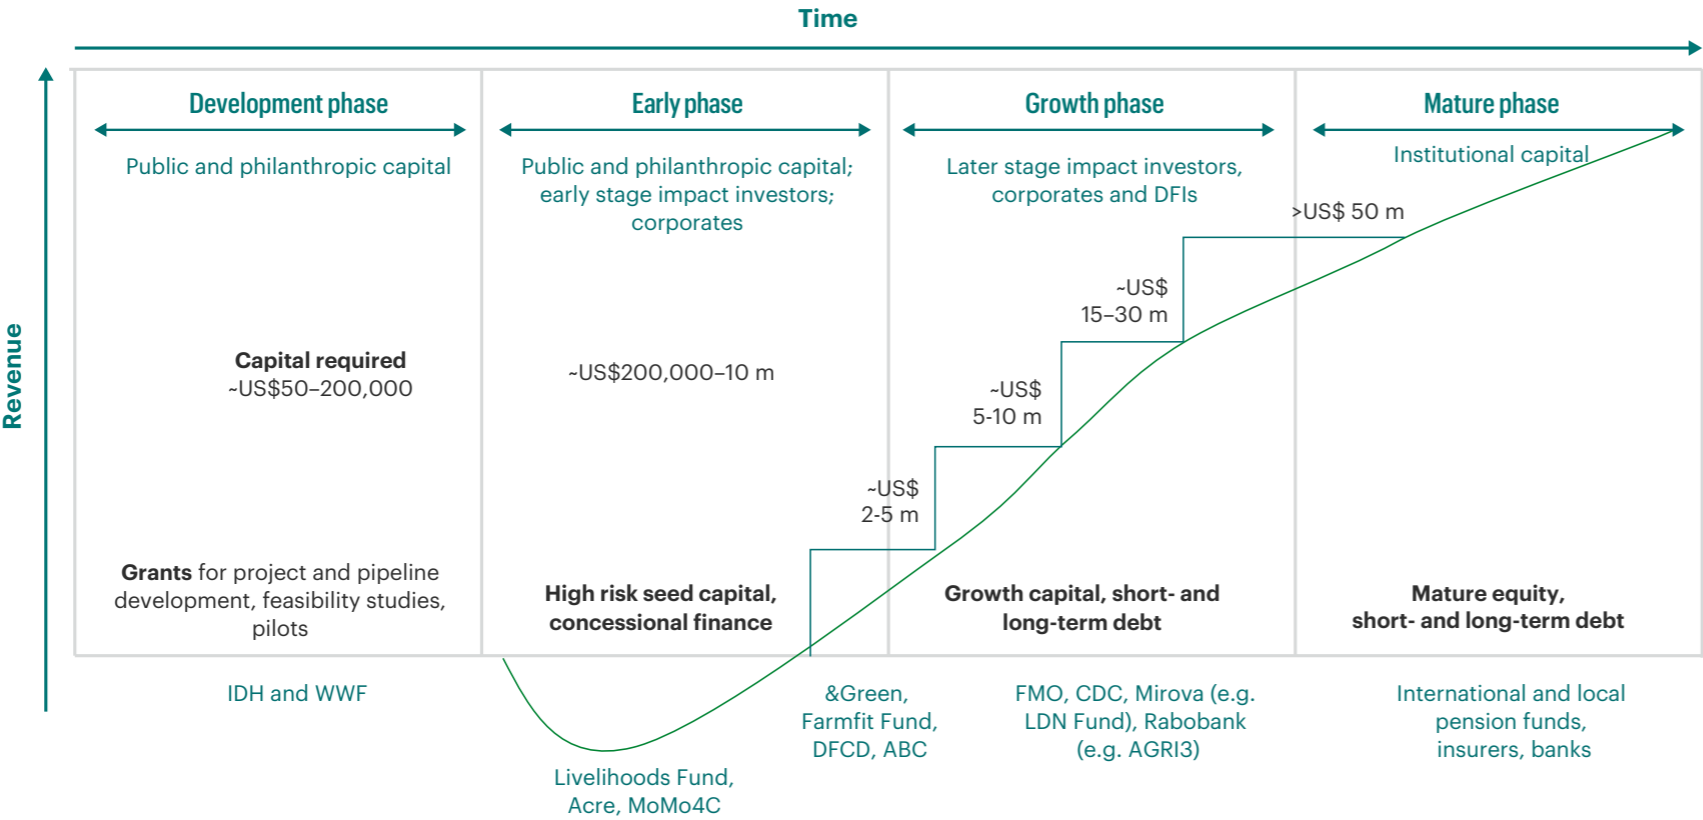 Time
Revenue
Development phase
Public and philanthropic capital
Capital required
~US$50–200,000
Grants for project and pipeline
development, feasibility studies,
pilots
IDH and WWF
Early phase
Public and philanthropic capital;
early stage impact investors;
corporates
~US$200,000–10 m
High risk seed capital,
concessional finance
Livelihoods Fund,
Acre, MoMo4C
~US$
2-5 m
&Green,
Farmfit Fund,
DFCD, ABC
Growth phase
Later stage impact investors,
corporates and DFIs
~US$
5-10 m
~US$
15–30 m
Growth capital, short- and
long-term debt
FMO, CDC, Mirova (e.g.
LDN Fund), Rabobank
(e.g. AGRI3)
Mature phase
Institutional capital
>US$ 50 m
Mature equity,
short- and long-term debt
International and local
pension funds,
insurers, banks